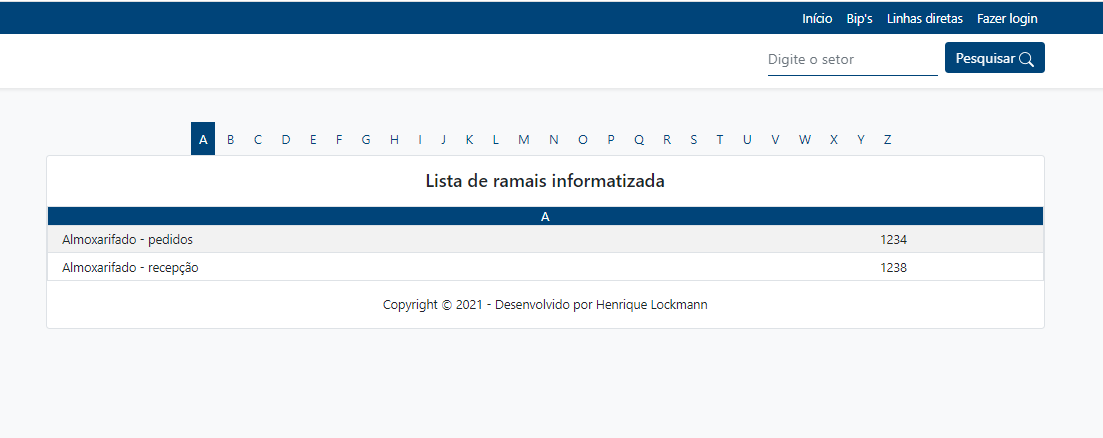 Início Bip's Linhas diretas Fazer login
Digite o setor Pesquisar
A B C D E F G H I J K L M N O P Q R S T U V W X Y Z
Lista de ramais informatizada
A
Almoxarifado - pedidos 1234
Almoxarifado - recepção 1238
Copyright © 2021 - Desenvolvido por Henrique Lockmann